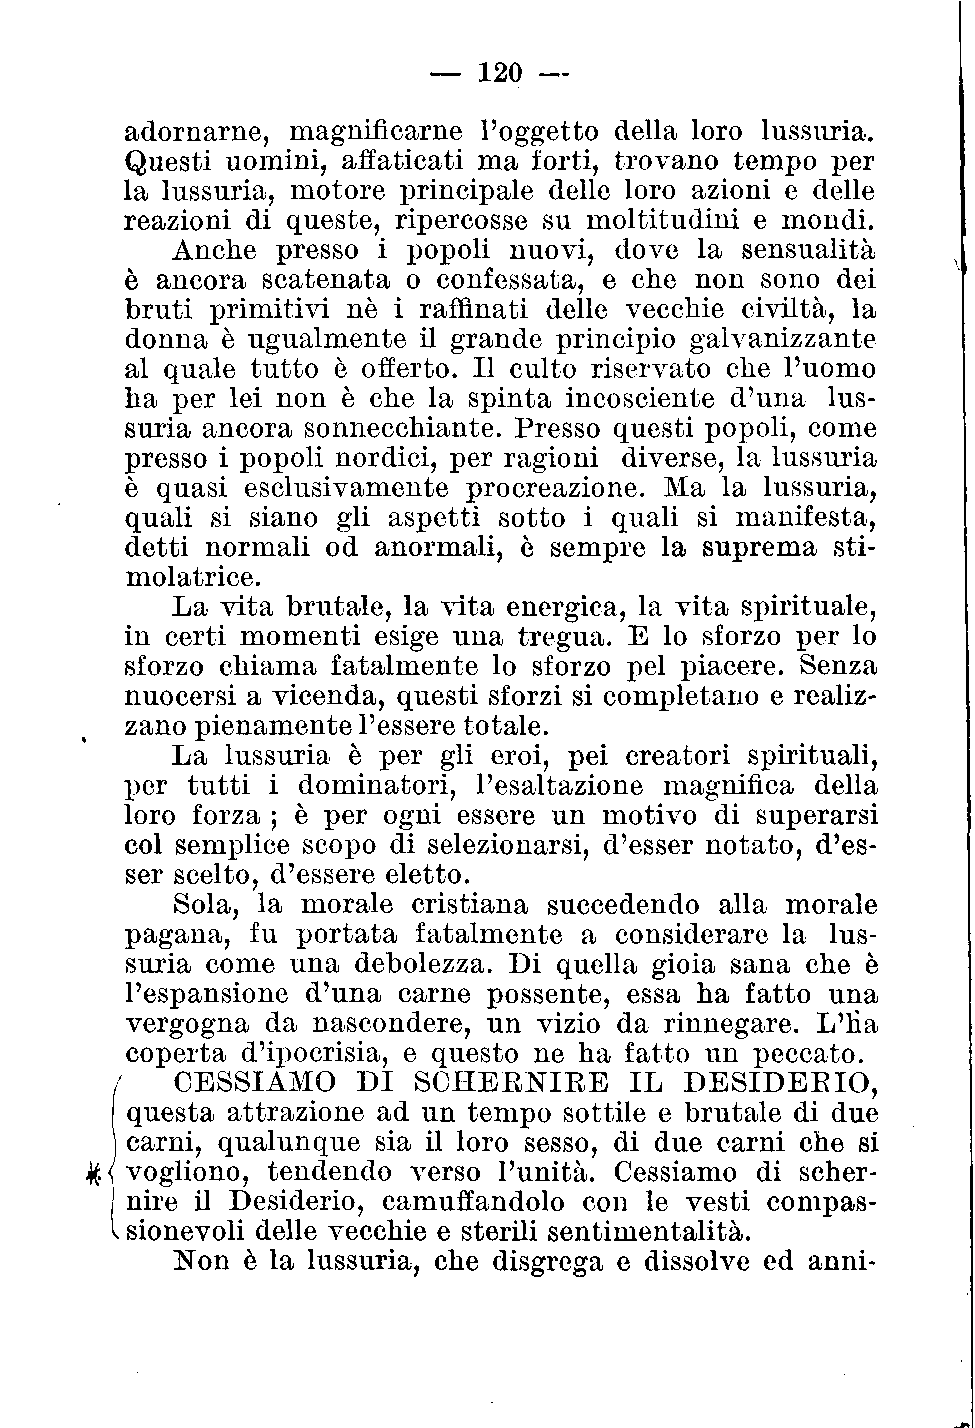 — 120 —
adornarne, magnificarne l'oggetto della loro lussuria.
Questi uomini, affaticati ma forti, trovano tempo per
la lussuria, motore principale delle loro azioni e delle
reazioni di queste, ripercosse su moltitudini e mondi.
Anche presso i popoli nuovi, dove la sensualità
è ancora scatenata o confessata, e che non sono dei
bruti primitivi nè i raffinati delle vecchie civiltà, la
donna è ugualmente il grande principio galvanizzante
al quale tutto è offerto. Il culto riservato che l'uomo
ha per lei non è che la spinta incosciente d'una lus-
suria ancora sonnecchiante. Presso questi popoli, come
presso i popoli nordici, per ragioni diverse, la lussuria
è quasi esclusivamente procreazione. Ma la lussuria,
quali si siano gli aspetti sotto i quali si manifesta,
detti normali od anormali, è sempre la suprema sti-
molatrice.
La vita brutale, la vita energica, la vita spirituale,
in certi momenti esige una tregua. E lo sforzo per lo
sforzo chiama fatalmente lo sforzo pel piacere. Senza
nuocersi a vicenda, questi sforzi si completano e realiz-
zano pienamente l'essere totale.
La lussuria è per gli eroi, pei creatori spirituali,
per tutti i dominatori, l'esaltazione magnifica della
loro forza ; è per ogni essere un motivo di superarsi
col semplice scopo di selezionarsi, d'esser notato, d'es-
ser scelto, d'essere eletto.
Sola, la morale cristiana succedendo alla morale
pagana, fu portata fatalmente a considerare la lus-
suria come una debolezza. Di quella gioia sana che è
l'espansione d'una carne possente, essa ha fatto una
vergogna da nascondere, un vizio da rinnegare. L'ha
coperta d'ipocrisia, e questo ne ha fatto un peccato.
CESSIAMO DI SCHERNIRE IL DESIDERIO,
questa attrazione ad un tempo sottile e brutale di due
carni, qualunque sia il loro sesso, di due carni che si
vogliono, tendendo verso l'unità. Cessiamo di scher-
nire il Desiderio, camuffandolo con le vesti compas-
sionevoli delle vecchie e sterili sentimentalità.
Non è la lussuria, che disgrega e dissolve ed anni-